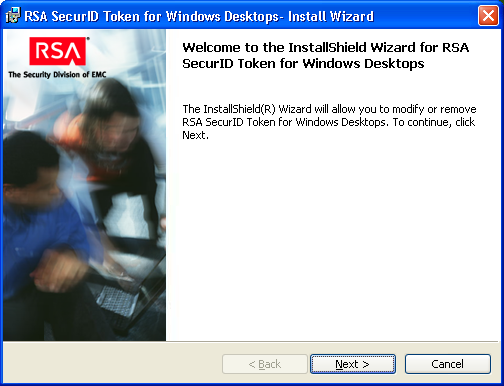 RSA SecurID Token for Windows Desktops- Install Wizard
RSA
The Security Division of EMC
Welcome to the InstallShield Wizard for RSA
SecurID Token for Windows Desktops
The InstallShield(R) Wizard will allow you to modify or remove
RSA SecurID Token for Windows Desktops. To continue, click
Next.
< Back
Next >
Cancel